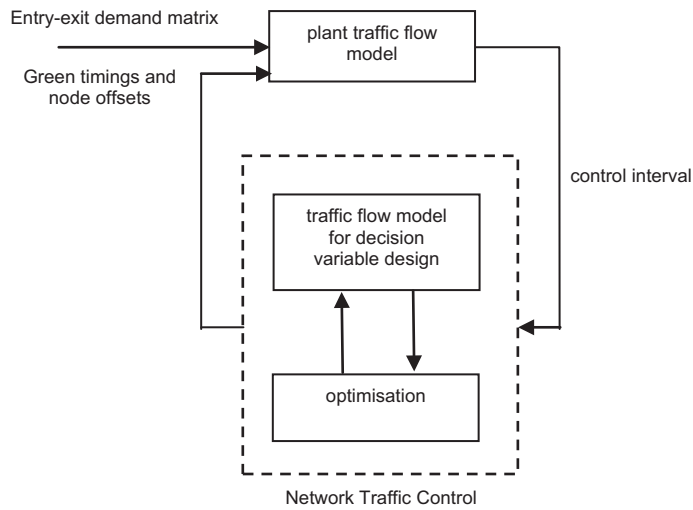 Entry-exit demand matrix
plant traffic flow
model
Green timings and
node offsets
control interval
traffic flow model
for decision
variable design
optimisation
Network Traffic Control